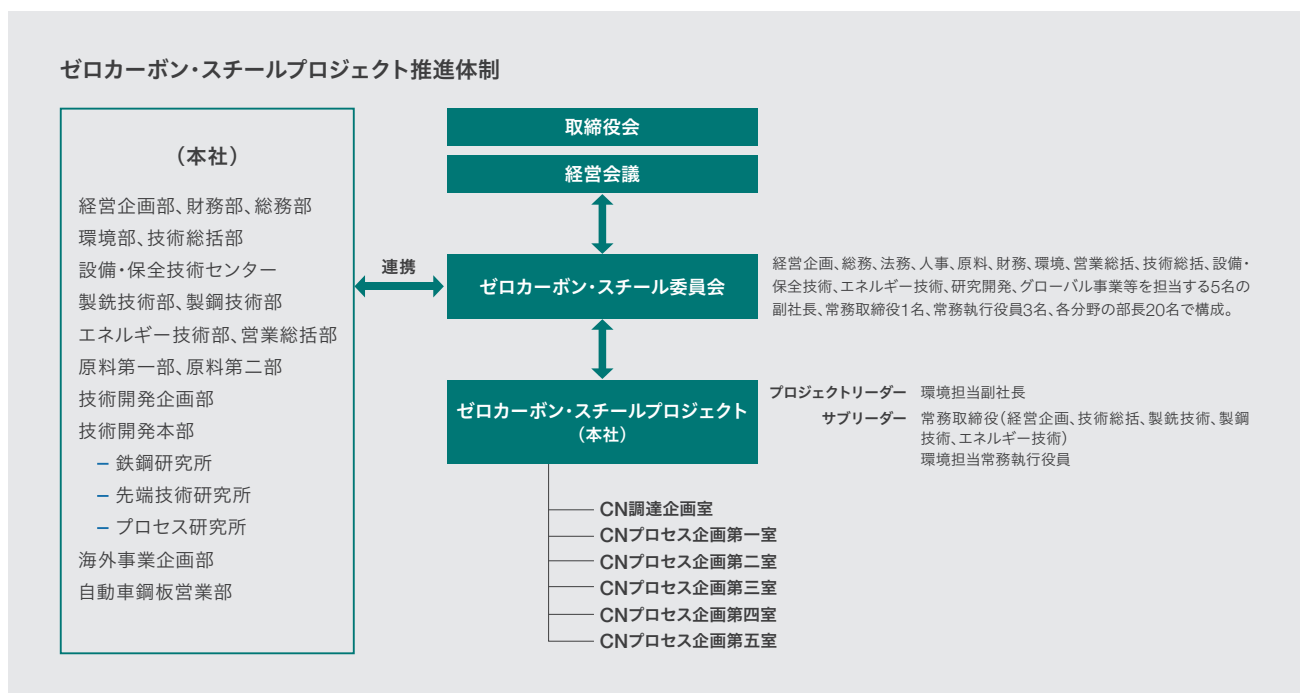 ゼロカーボン・スチールプロジェクト推進体制
（本社）
経営企画部、財務部、総務部
環境部、技術総括部
設備・保全技術センター
製銑技術部、製鋼技術部
エネルギー技術部、営業総括部
原料第一部、原料第二部
技術開発企画部
技術開発本部
– 鉄鋼研究所
– 先端技術研究所
– プロセス研究所
海外事業企画部
自動車鋼板営業部
連携
取締役会
経営会議
ゼロカーボン・スチール委員会
経営企画、総務、法務、人事、原料、財務、環境、営業総括、技術総括、設備・
保全技術、エネルギー技術、研究開発、グローバル事業等を担当する5名の
副社長、常務取締役1名、常務執行役員3名、各分野の部長20名で構成。
ゼロカーボン・スチールプロジェクト
（本社）
プロジェクトリーダー 環境担当副社長
サブリーダー 常務取締役（経営企画、技術総括、製銑技術、製鋼
技術、エネルギー技術）
環境担当常務執行役員
CN調達企画室
CNプロセス企画第一室
CNプロセス企画第二室
CNプロセス企画第三室
CNプロセス企画第四室
CNプロセス企画第五室